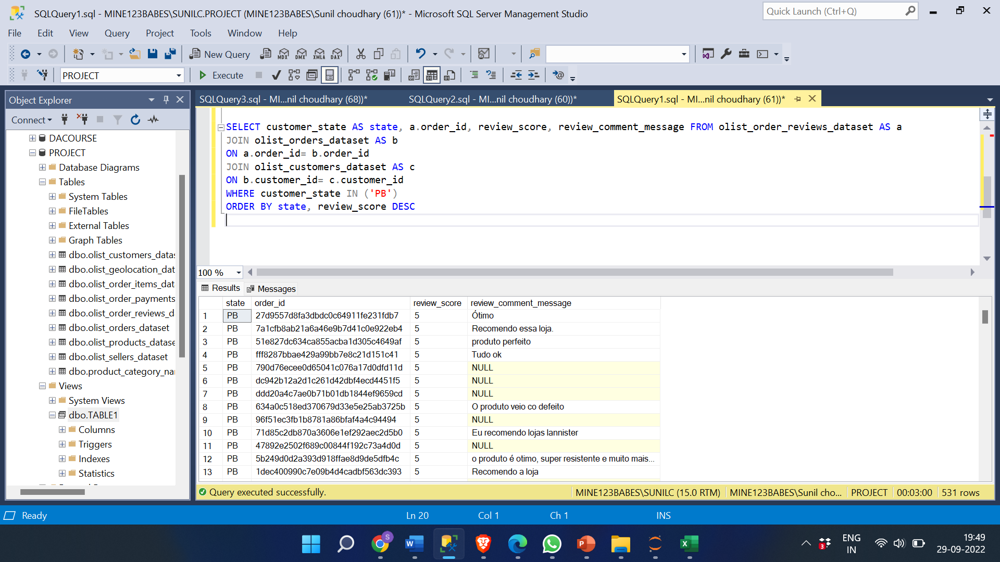 SQLQuery1.sql - MINE123BABES\SUNILC.PROJECT (MINE123BABES\Sunil choudhary (61))* - Microsoft SQL Server Management Studio
Quick Launch (Ctrl+Q)
File Edit View Query Project Tools Window Help
New Query MDX DMX XMLA DAX
PROJECT Execute
Object Explorer
SQLQuery3.sql - MI...nil choudhary (68))* SQLQuery2.sql - MI...nil choudhary (60))* SQLQuery1.sql - MI...nil choudhary (61))*
Connect
DACOURSE
PROJECT
Database Diagrams
Tables
System Tables
FileTables
External Tables
Graph Tables
dbo.olist_customers_datas
dbo.olist_geolocation_dat
dbo.olist_order_items_dat
dbo.olist_order_payments
dbo.olist_order_reviews_d
dbo.olist_orders_dataset
dbo.olist_products_datase
dbo.olist_sellers_dataset
dbo.product_category_na
Views
System Views
dbo.TABLE1
Columns
Triggers
Indexes
Statistics
SELECT customer_state AS state, a.order_id, review_score, review_comment_message FROM olist_order_reviews_dataset AS a
JOIN olist_orders_dataset AS b
ON a.order_id= b.order_id
JOIN olist_customers_dataset AS c
ON b.customer_id= c.customer_id
WHERE customer_state IN ('PB')
ORDER BY state, review_score DESC
100 %
Results Messages
state order_id review_score review_comment_message
1 PB 27d9557d8fa3dbdc0c64911fe231fdb7 5 Ótimo
2 PB 7a1cfb8ab21a6a46e9b7d41c0e922eb4 5 Recomendo essa loja.
3 PB 51e827dc634ca855acba1d305c4649af 5 produto perfeito
4 PB fff8287bbae429a99bb7e8c21d151c41 5 Tudo ok
5 PB 790d76ecee0d65041c076a17d0dfd11d 5 NULL
6 PB dc942b12a2d1c261d42dbf4ecd4451f5 5 NULL
7 PB ddd20a4c7ae0b71b01db1844ef9659cd 5 NULL
8 PB 634a0c518ed370679d33e5e25ab3725b 5 O produto veio co defeito
9 PB 96f51ec3fb1b8781a86bfaf4a4c94494 5 NULL
10 PB 71d85c2db870a3606e1ef292aec2d5b0 5 Eu recomendo lojas lannister
11 PB 47892e2502f689c00844f192c73a4d0d 5 NULL
12 PB 5b249d0d2a393d918ffae8d9de5dfb4c 5 o produto é otimo, super resistente e muito mais...
13 PB 1dec400990c7e09b4d4cadbf563dc393 5 Recomendo a loja
Query executed successfully. MINE123BABES\SUNILC (15.0 RTM) MINE123BABES\Sunil cho... PROJECT 00:03:00 531 rows
Ready Ln 20 Col 1 Ch 1 INS
S W P X 3
ENG
IN
19:49
29-09-2022